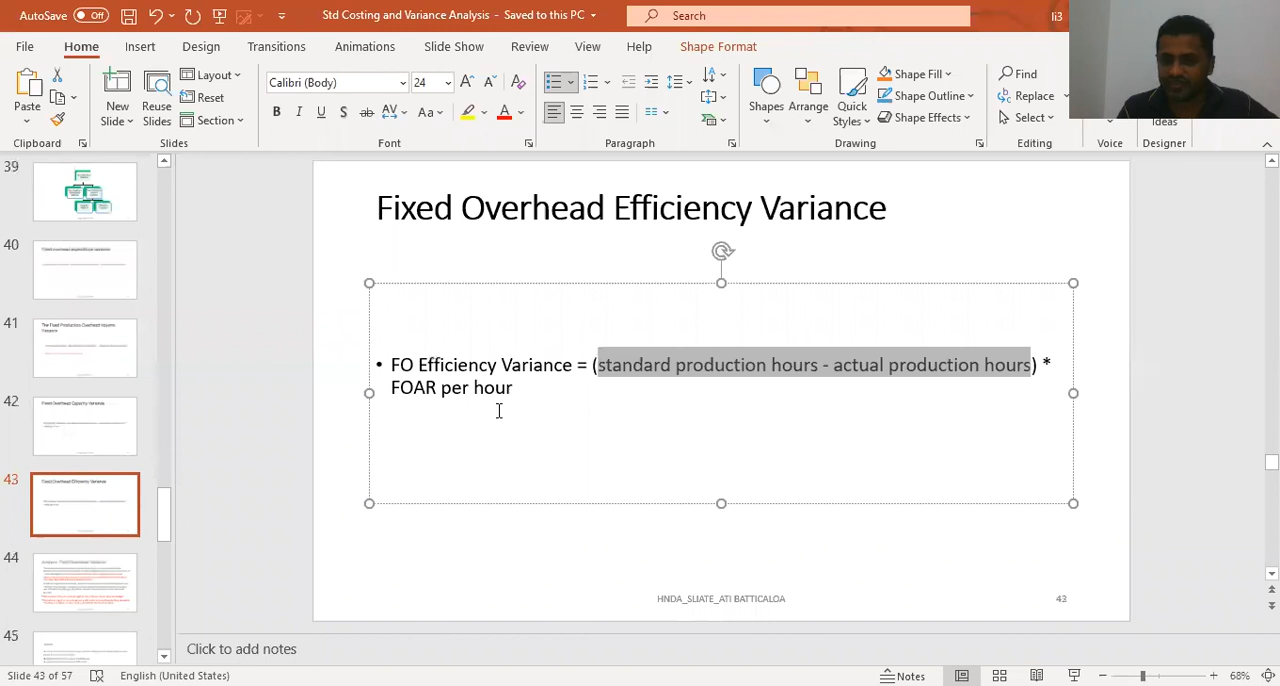 AutoSave Off Std Costing and Variance Analysis - Saved to this PC Search li3
File Home Insert Design Transitions Animations Slide Show Review View Help Shape Format
Paste New Slide Reuse Slides Layout Reset Section Calibri (Body) 24 Shapes Arrange Quick Styles Shape Fill Shape Outline Shape Effects Find Replace Select Ideas
Clipboard Slides Font Paragraph Drawing Editing Voice Designer
39
40
41
42
43
44
45
Fixed Overhead Efficiency Variance
• FO Efficiency Variance = (standard production hours - actual production hours) *
FOAR per hour
HNDA_SLIATE_ATI BATTICALOA 43
Click to add notes
Slide 43 of 57 English (United States) Notes 68%